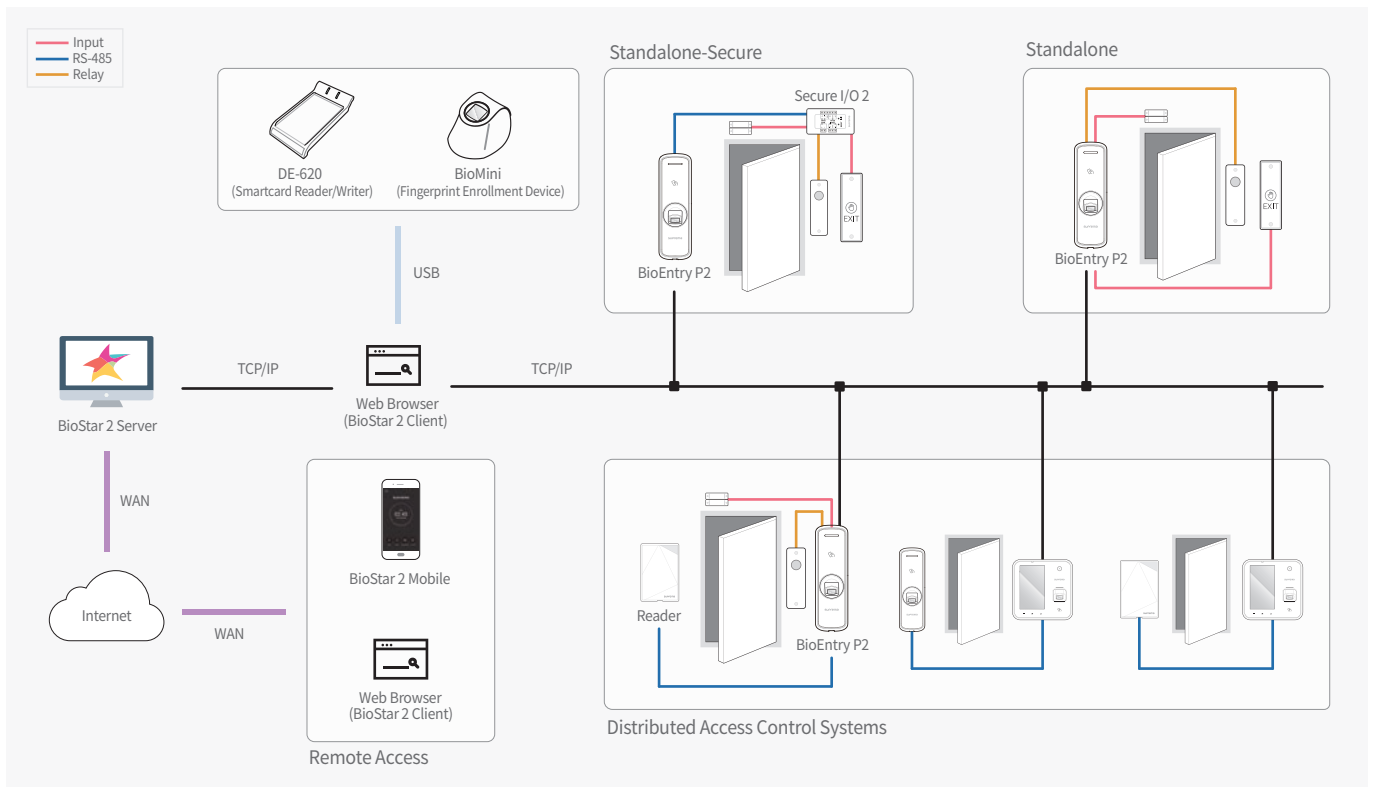 Input
RS-485
Relay
DE-620
(Smartcard Reader/Writer)
BioMini
(Fingerprint Enrollment Device)
USB
Standalone-Secure
Secure I/O 2
EXIT
BioEntry P2
Standalone
EXIT
BioEntry P2
BioStar 2 Server
TCP/IP
Web Browser
(BioStar 2 Client)
TCP/IP
WAN
Internet
WAN
BioStar 2 Mobile
Web Browser
(BioStar 2 Client)
Remote Access
Reader
BioEntry P2
Distributed Access Control Systems